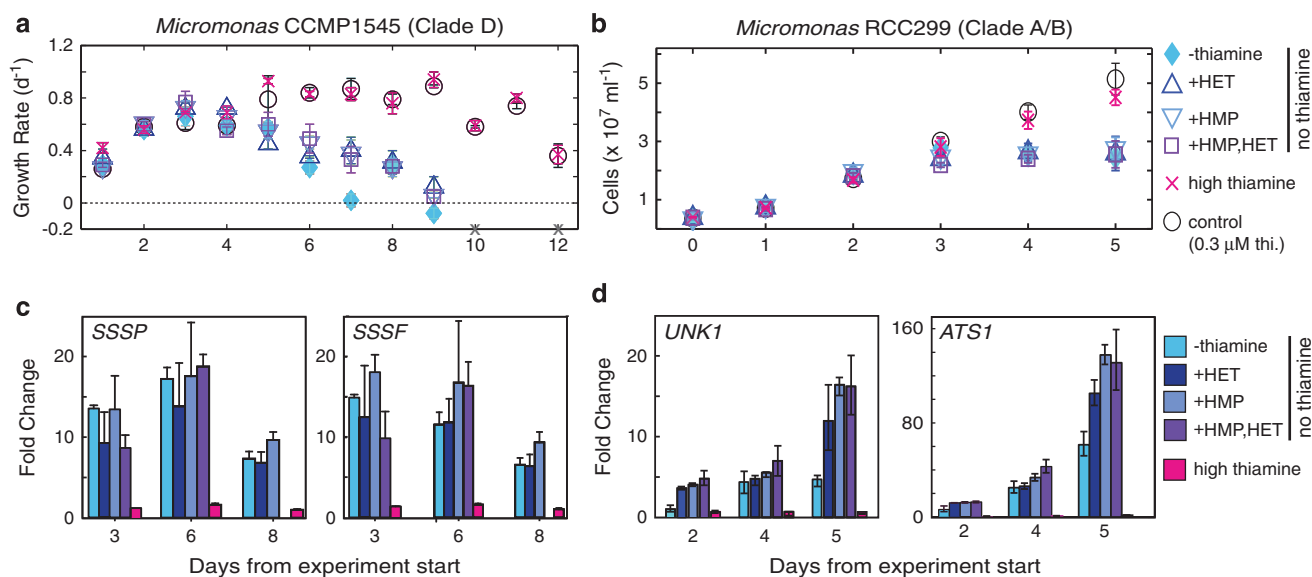 a
Micromonas CCMP1545 (Clade D)
Growth Rate (d⁻¹)
1.2
0.8
0.4
0
-0.2
2
4
6
8
10
12
b
Micromonas RCC299 (Clade A/B)
Cells (x 10⁷ ml⁻¹)
5
3
1
0
1
2
3
4
5
-thiamine
+HET
+HMP
+HMP,HET
no thiamine
high thiamine
control
(0.3 µM thi.)
c
SSSP
Fold Change
20
10
0
3
6
8
SSSF
20
10
0
3
6
8
Days from experiment start
d
UNK1
Fold Change
20
10
0
2
4
5
ATS1
160
80
0
2
4
5
Days from experiment start
-thiamine
+HET
+HMP
+HMP,HET
no thiamine
high thiamine